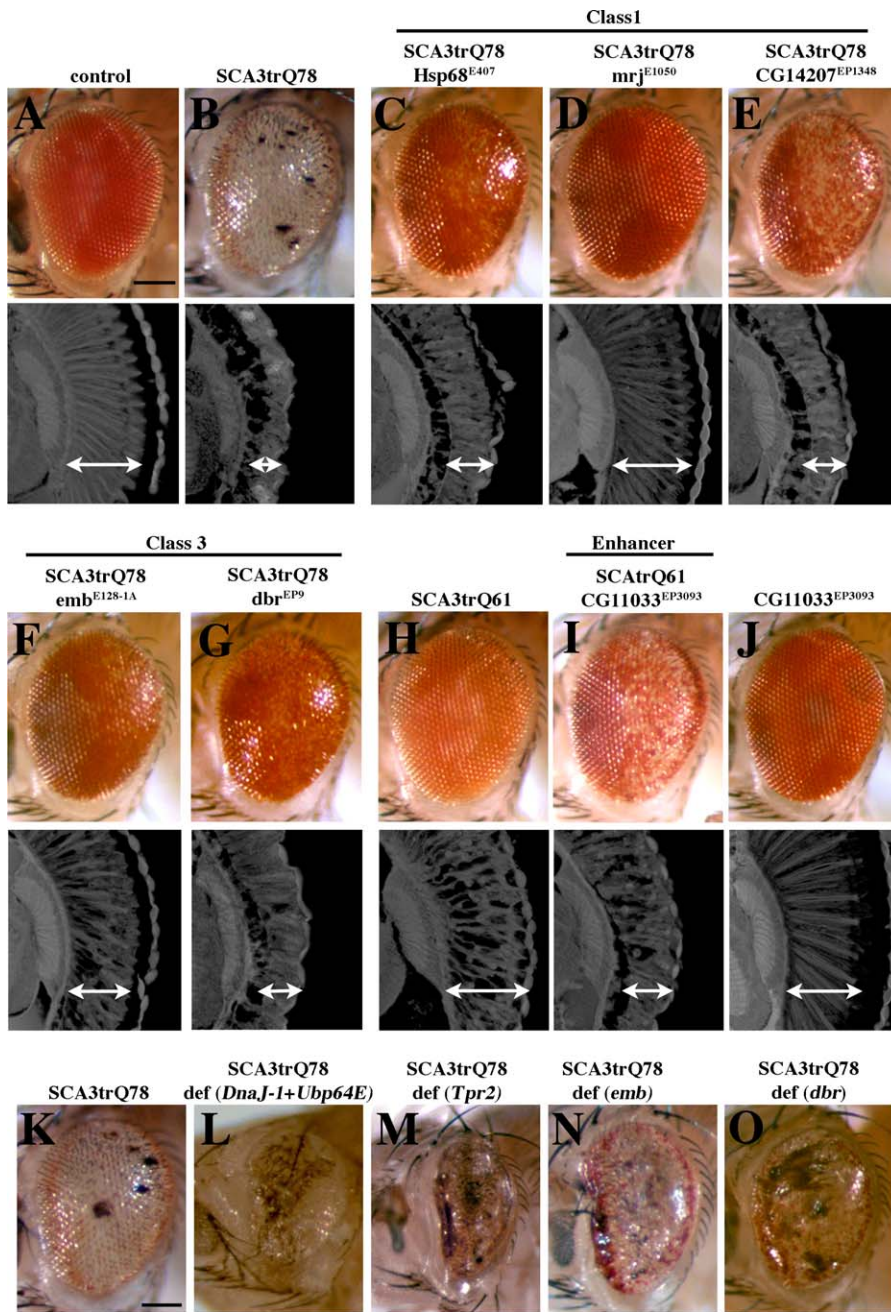 Class1
control
SCA3trQ78
SCA3trQ78
Hsp68E407
SCA3trQ78
mrjE1050
SCA3trQ78
CG14207EP1348
A
B
C
D
E
Class 3
Enhancer
SCA3trQ78
embE128-1A
SCA3trQ78
dbrEP9
SCA3trQ61
SCAtrQ61
CG11033EP3093
CG11033EP3093
F
G
H
I
J
SCA3trQ78
SCA3trQ78
def (DnaJ-1+Ubp64E)
SCA3trQ78
def (Tpr2)
SCA3trQ78
def (emb)
SCA3trQ78
def (dbr)
K
L
M
N
O